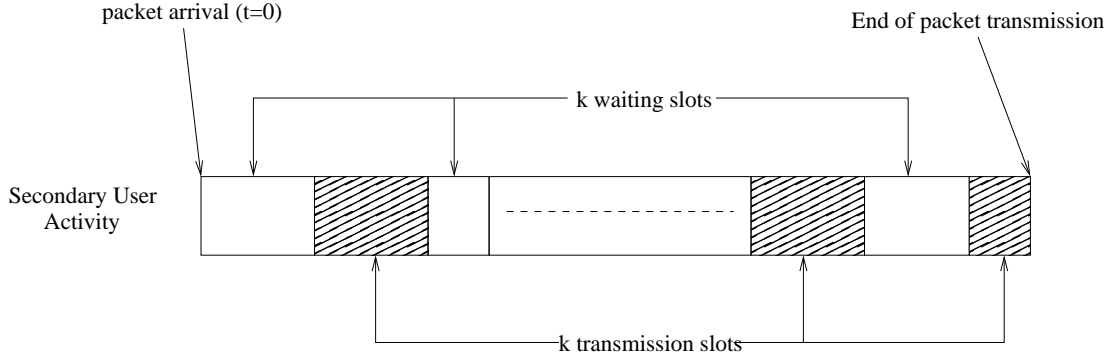 packet arrival (t=0)
End of packet transmission
k waiting slots
Secondary User
Activity
k transmission slots